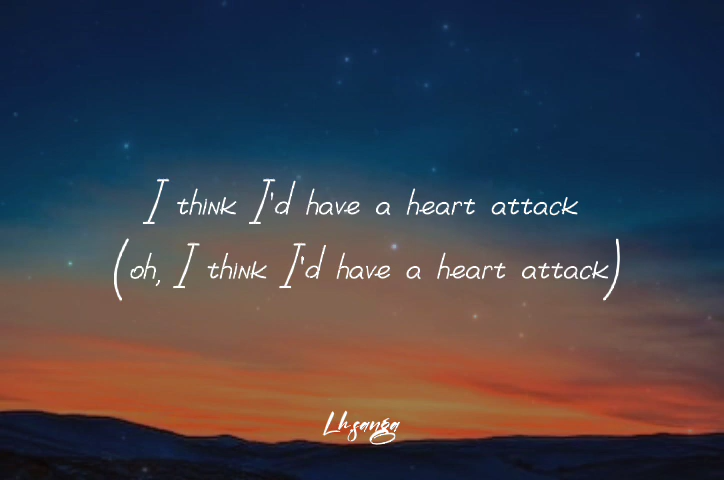 I think I'd have a heart attack
(oh, I think I'd have a heart attack)
Lhsanga